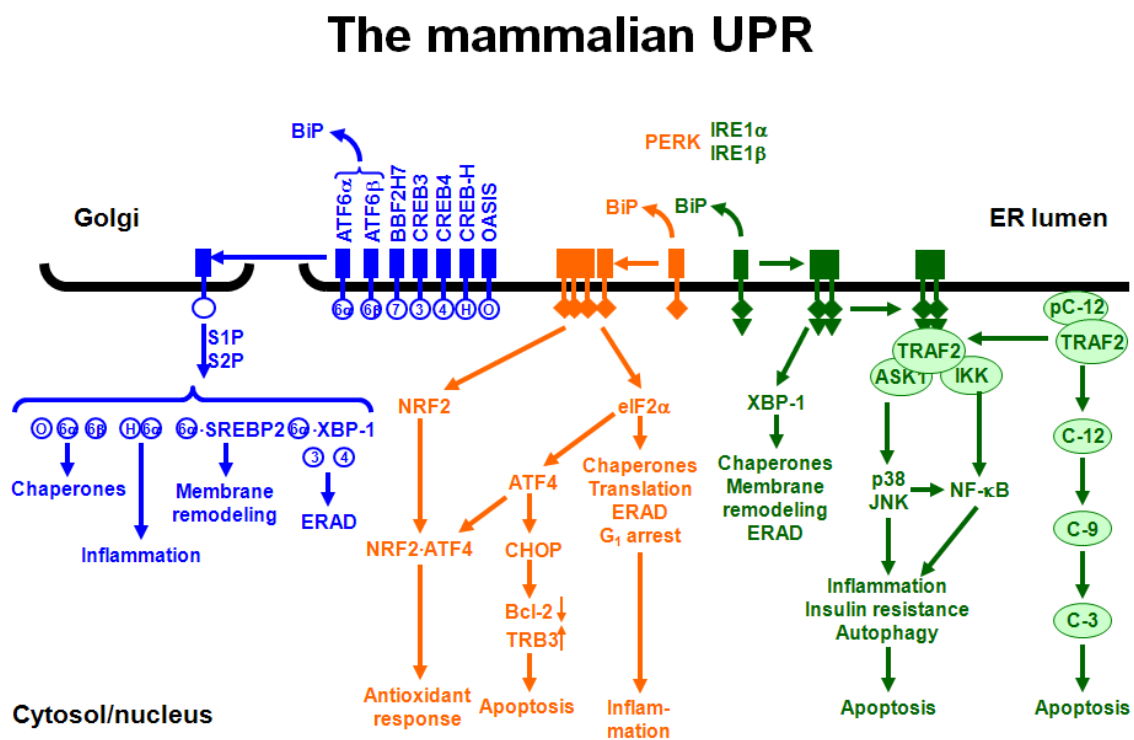 The mammalian UPR
BiP
PERK
IRE1α
IRE1β
ATF6α
ATF6β
BBF2H7
CREB3
CREB4
CREB-H
OASIS
Golgi
BiP
BiP
ER lumen
6α
6β
7
3
4
H
O
pC-12
S1P
S2P
TRAF2
TRAF2
ASK1
IKK
NRF2
eIF2α
XBP-1
O 6α 6β
H 6α
6α·SREBP2
6α·XBP-1
3 4
C-12
Chaperones
Membrane
remodeling
ERAD
Inflammation
ATF4
Chaperones
Translation
ERAD
G₁ arrest
Chaperones
Membrane
remodeling
ERAD
p38
JNK
NF-κB
C-9
NRF2·ATF4
CHOP
Bcl-2
TRB3
Inflammation
Insulin resistance
Autophagy
C-3
Antioxidant
response
Apoptosis
Inflam-
mation
Apoptosis
Apoptosis
Cytosol/nucleus